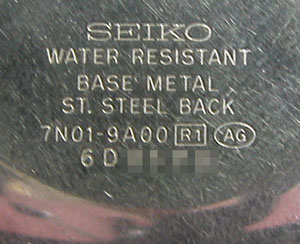 SEIKO
WATER RESISTANT
BASE METAL
ST. STEEL BACK
7N01-9A00 R1 AG
6D